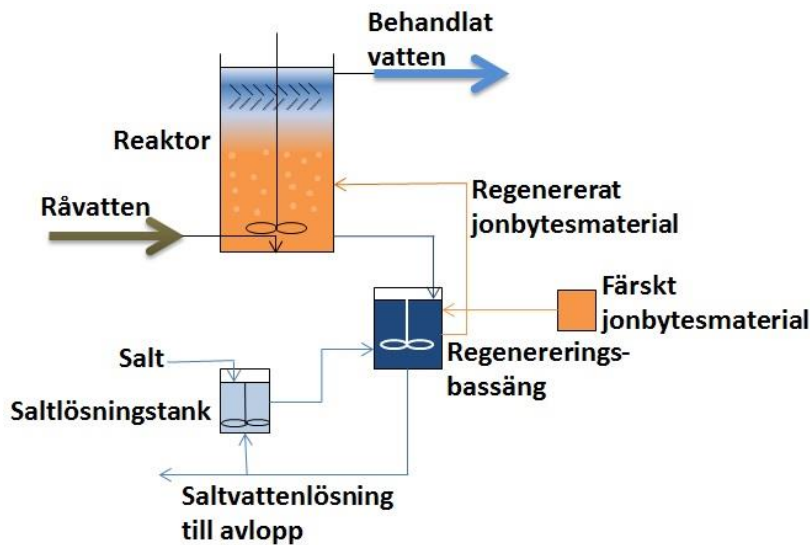 Behandlat
vatten
Reaktor
Råvatten
Regenererat
jonbytesmaterial
Färskt
jonbytesmaterial
Regenererings-
bassäng
Salt
Saltlösningstank
Saltvattenlösning
till avlopp